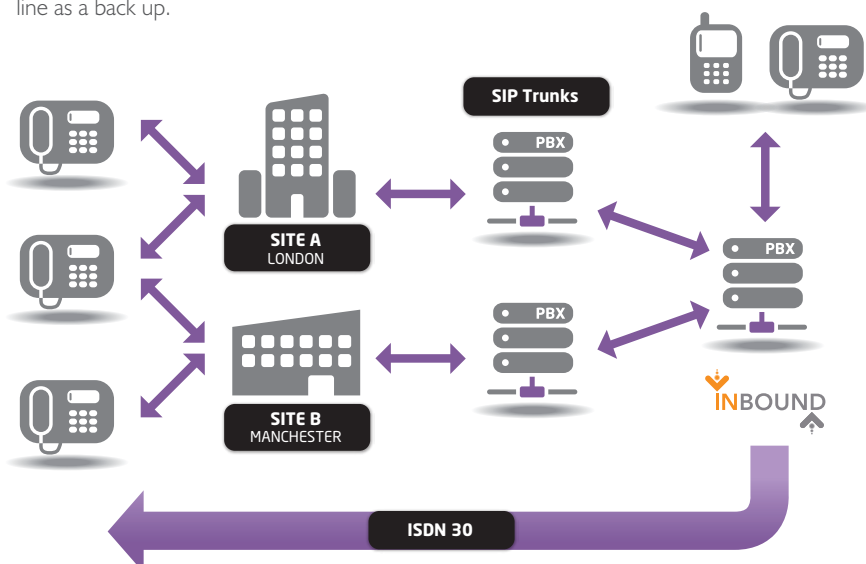 line as a back up.
SIP Trunks
PBX
SITE A
LONDON
PBX
PBX
SITE B
MANCHESTER
INBOUND
ISDN 30